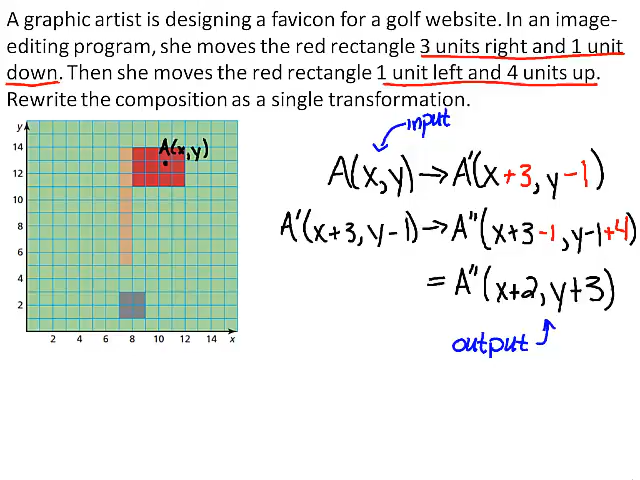 A graphic artist is designing a favicon for a golf website. In an image-
editing program, she moves the red rectangle 3 units right and 1 unit
down. Then she moves the red rectangle 1 unit left and 4 units up.
Rewrite the composition as a single transformation.
input
y
14
12
10
8
6
4
2
2 4 6 8 10 12 14 x
A(x,y)
A(x,y)→A'(x+3, y-1)
A'(x+3, y-1)→A"(x+3-1, y-1+4)
= A"(x+2, y+3)
output